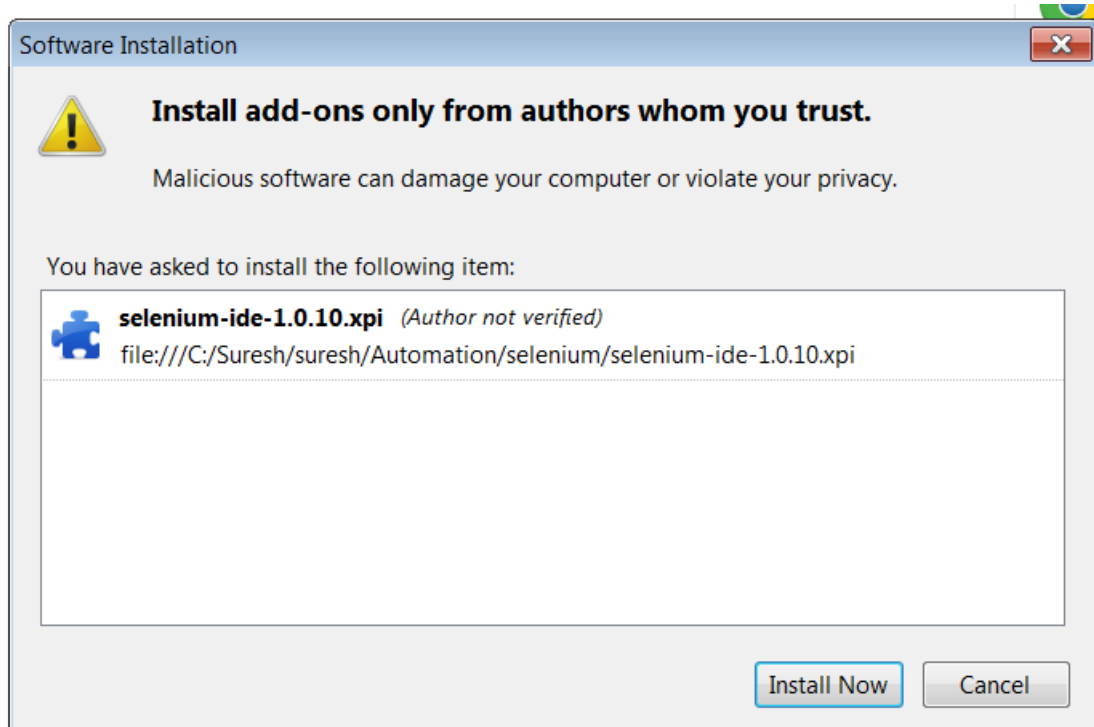 Software Installation
Install add-ons only from authors whom you trust.
Malicious software can damage your computer or violate your privacy.
You have asked to install the following item:
selenium-ide-1.0.10.xpi (Author not verified)
file:///C:/Suresh/suresh/Automation/selenium/selenium-ide-1.0.10.xpi
Install Now Cancel